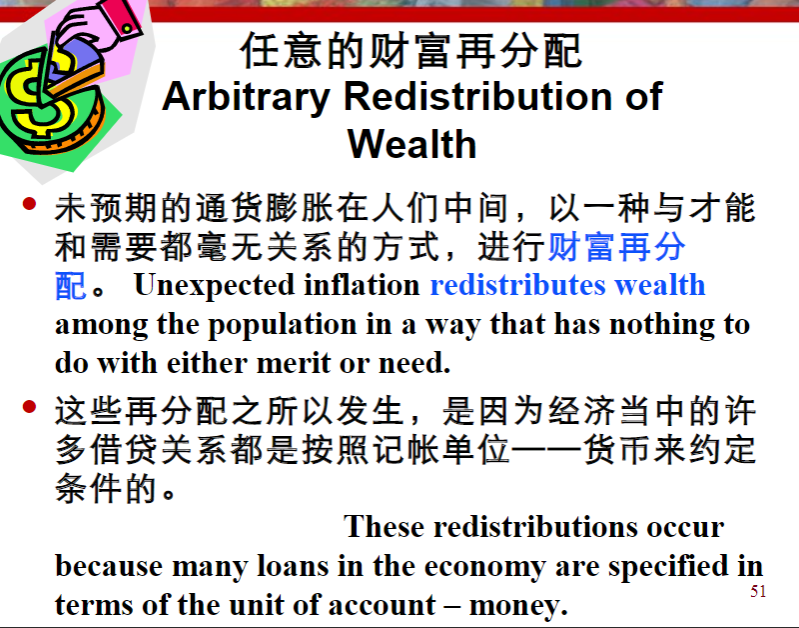 任意的财富再分配
Arbitrary Redistribution of
Wealth
• 未预期的通货膨胀在人们中间，以一种与才能
和需要都毫无关系的方式，进行财富再分
配。 Unexpected inflation redistributes wealth
among the population in a way that has nothing to
do with either merit or need.
• 这些再分配之所以发生，是因为经济当中的许
多借贷关系都是按照记帐单位——货币来约定
条件的。
These redistributions occur
because many loans in the economy are specified in
terms of the unit of account – money.
51